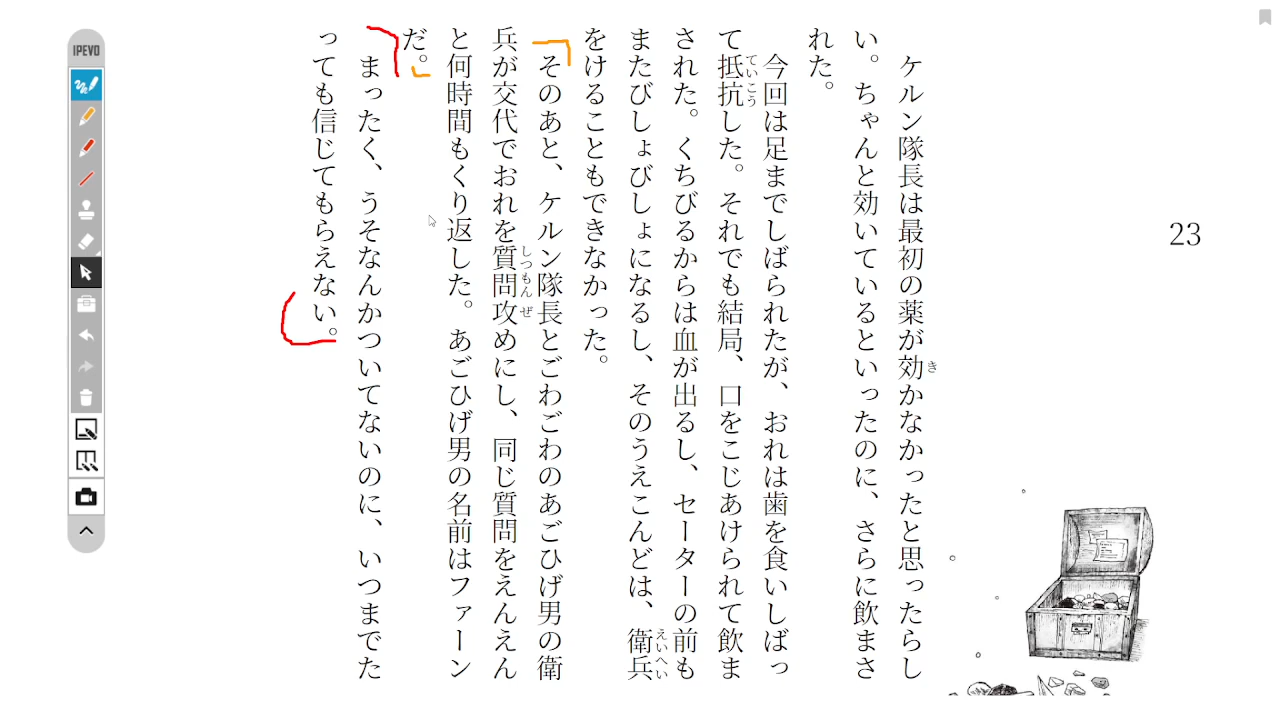 IPEVO
23
ケルン隊長は最初の薬が効かなかったと思ったらし
い。ちゃんと効いているといったのに、さらに飲まさ
れた。
今回は足までしばられたが、おれは歯を食いしばっ
て抵抗した。それでも結局、口をこじあけられて飲ま
された。くちびるからは血が出るし、セーターの前も
またびしょびしょになるし、そのうえこんどは、衛兵
をけることもできなかった。
そのあと、ケルン隊長とごわごわのあごひげ男の衛
兵が交代でおれを質問攻めにし、同じ質問をえんえん
と何時間もくり返した。あごひげ男の名前はファーン
だ。
まったく、うそなんかついてないのに、いつまでた
っても信じてもらえない。